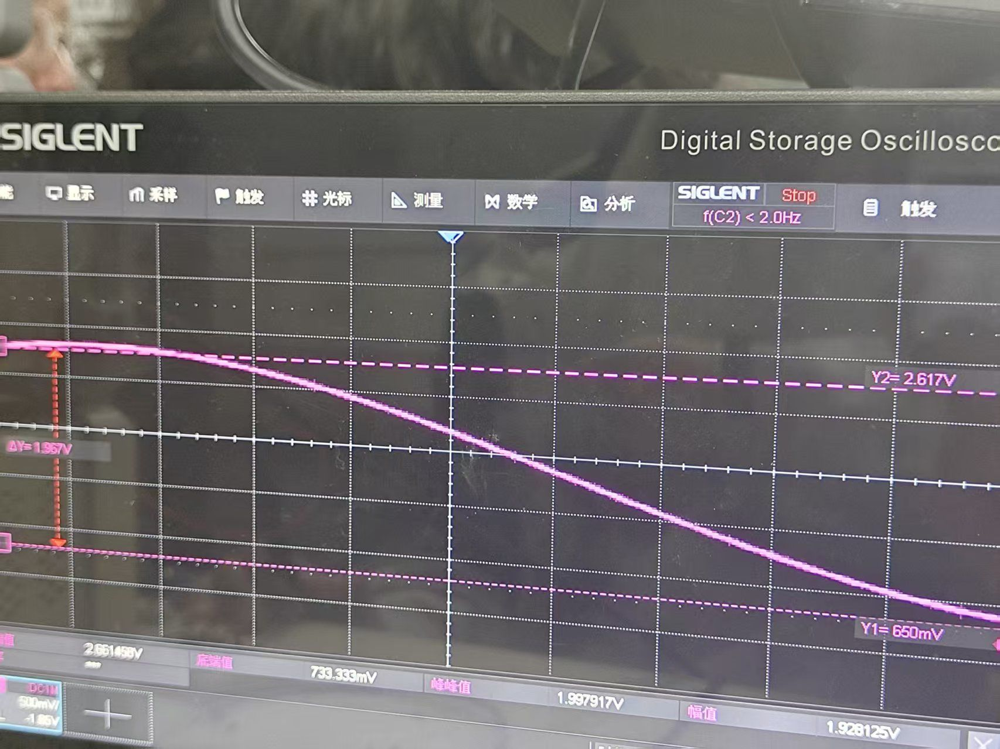 SIGLENT
Digital Storage Oscillosco
能 显示 采样 触发 光标 测量 数学 分析 SIGLENT Stop 触发
f(C2) < 2.0Hz
Y2= 2.617V
ΔY= 1.967V
Y1= 650mV
端值 2.661458V 底端值 733.333mV 峰峰值 1.997917V 幅值 1.928125V
DC1M
500mV/
-1.85V